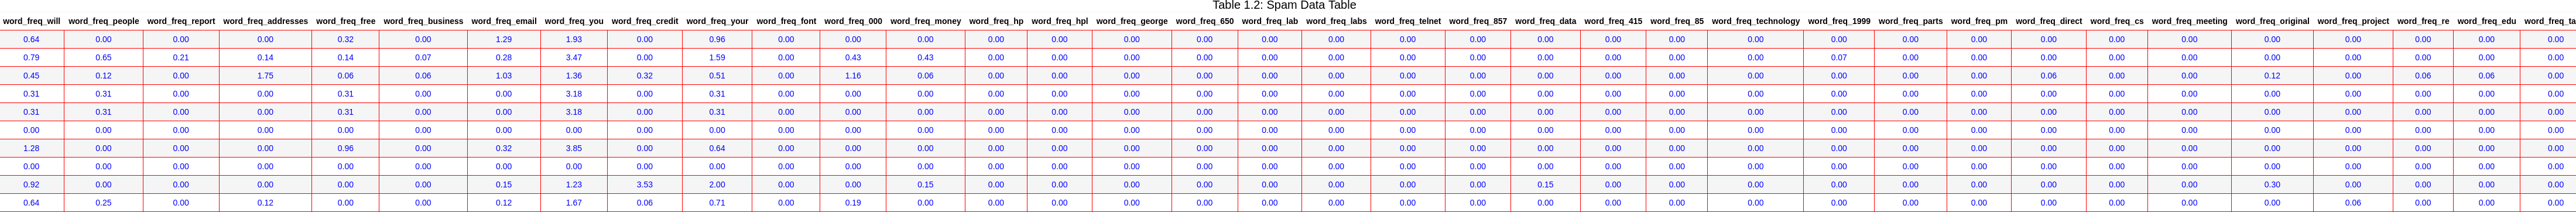 Table 1.2: Spam Data Table
word_freq_will word_freq_people word_freq_report word_freq_addresses word_freq_free word_freq_business word_freq_email word_freq_you word_freq_credit word_freq_your word_freq_font word_freq_000 word_freq_money word_freq_hp word_freq_hpl word_freq_george word_freq_650 word_freq_lab word_freq_labs word_freq_telnet word_freq_857 word_freq_data word_freq_415 word_freq_85 word_freq_technology word_freq_1999 word_freq_parts word_freq_pm word_freq_direct word_freq_cs word_freq_meeting word_freq_original word_freq_project word_freq_re word_freq_edu word_freq_ta
0.64 0.00 0.00 0.00 0.32 0.00 1.29 1.93 0.00 0.96 0.00 0.00 0.00 0.00 0.00 0.00 0.00 0.00 0.00 0.00 0.00 0.00 0.00 0.00 0.00 0.00 0.00 0.00 0.00 0.00 0.00 0.00 0.00 0.00 0.00 0.00
0.79 0.65 0.21 0.14 0.14 0.07 0.28 3.47 0.00 1.59 0.00 0.43 0.43 0.00 0.00 0.00 0.00 0.00 0.00 0.00 0.00 0.00 0.00 0.00 0.00 0.07 0.00 0.00 0.00 0.00 0.00 0.00 0.00 0.00 0.00 0.00
0.45 0.12 0.00 1.75 0.06 0.06 1.03 1.36 0.32 0.51 0.00 1.16 0.06 0.00 0.00 0.00 0.00 0.00 0.00 0.00 0.00 0.00 0.00 0.00 0.00 0.00 0.00 0.00 0.06 0.00 0.00 0.12 0.00 0.06 0.06 0.00
0.31 0.31 0.00 0.00 0.31 0.00 0.00 3.18 0.00 0.31 0.00 0.00 0.00 0.00 0.00 0.00 0.00 0.00 0.00 0.00 0.00 0.00 0.00 0.00 0.00 0.00 0.00 0.00 0.00 0.00 0.00 0.00 0.00 0.00 0.00 0.00
0.31 0.31 0.00 0.00 0.31 0.00 0.00 3.18 0.00 0.31 0.00 0.00 0.00 0.00 0.00 0.00 0.00 0.00 0.00 0.00 0.00 0.00 0.00 0.00 0.00 0.00 0.00 0.00 0.00 0.00 0.00 0.00 0.00 0.00 0.00 0.00
0.00 0.00 0.00 0.00 0.00 0.00 0.00 0.00 0.00 0.00 0.00 0.00 0.00 0.00 0.00 0.00 0.00 0.00 0.00 0.00 0.00 0.00 0.00 0.00 0.00 0.00 0.00 0.00 0.00 0.00 0.00 0.00 0.00 0.00 0.00 0.00
1.28 0.00 0.00 0.00 0.96 0.00 0.32 3.85 0.00 0.64 0.00 0.00 0.00 0.00 0.00 0.00 0.00 0.00 0.00 0.00 0.00 0.00 0.00 0.00 0.00 0.00 0.00 0.00 0.00 0.00 0.00 0.00 0.00 0.00 0.00 0.00
0.00 0.00 0.00 0.00 0.00 0.00 0.00 0.00 0.00 0.00 0.00 0.00 0.00 0.00 0.00 0.00 0.00 0.00 0.00 0.00 0.00 0.00 0.00 0.00 0.00 0.00 0.00 0.00 0.00 0.00 0.00 0.00 0.00 0.00 0.00 0.00
0.92 0.00 0.00 0.00 0.00 0.00 0.15 1.23 3.53 2.00 0.00 0.00 0.15 0.00 0.00 0.00 0.00 0.00 0.00 0.00 0.00 0.15 0.00 0.00 0.00 0.00 0.00 0.00 0.00 0.00 0.00 0.30 0.00 0.00 0.00 0.00
0.64 0.25 0.00 0.12 0.00 0.00 0.12 1.67 0.06 0.71 0.00 0.19 0.00 0.00 0.00 0.00 0.00 0.00 0.00 0.00 0.00 0.00 0.00 0.00 0.00 0.00 0.00 0.00 0.00 0.00 0.00 0.00 0.06 0.00 0.00 0.00